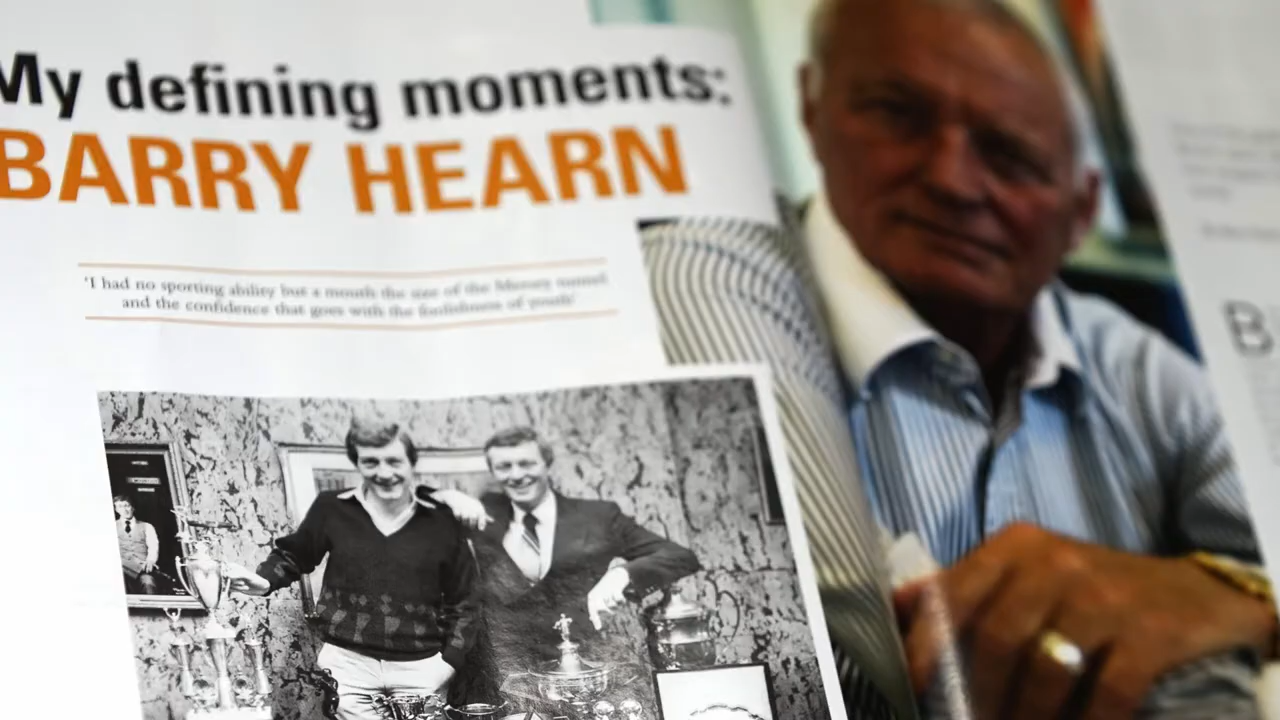 My defining moments:
BARRY HEARN
'I had no sporting ability but a mouth the size of the Mersey tunnel
and the confidence that goes with the foolishness of youth'
B